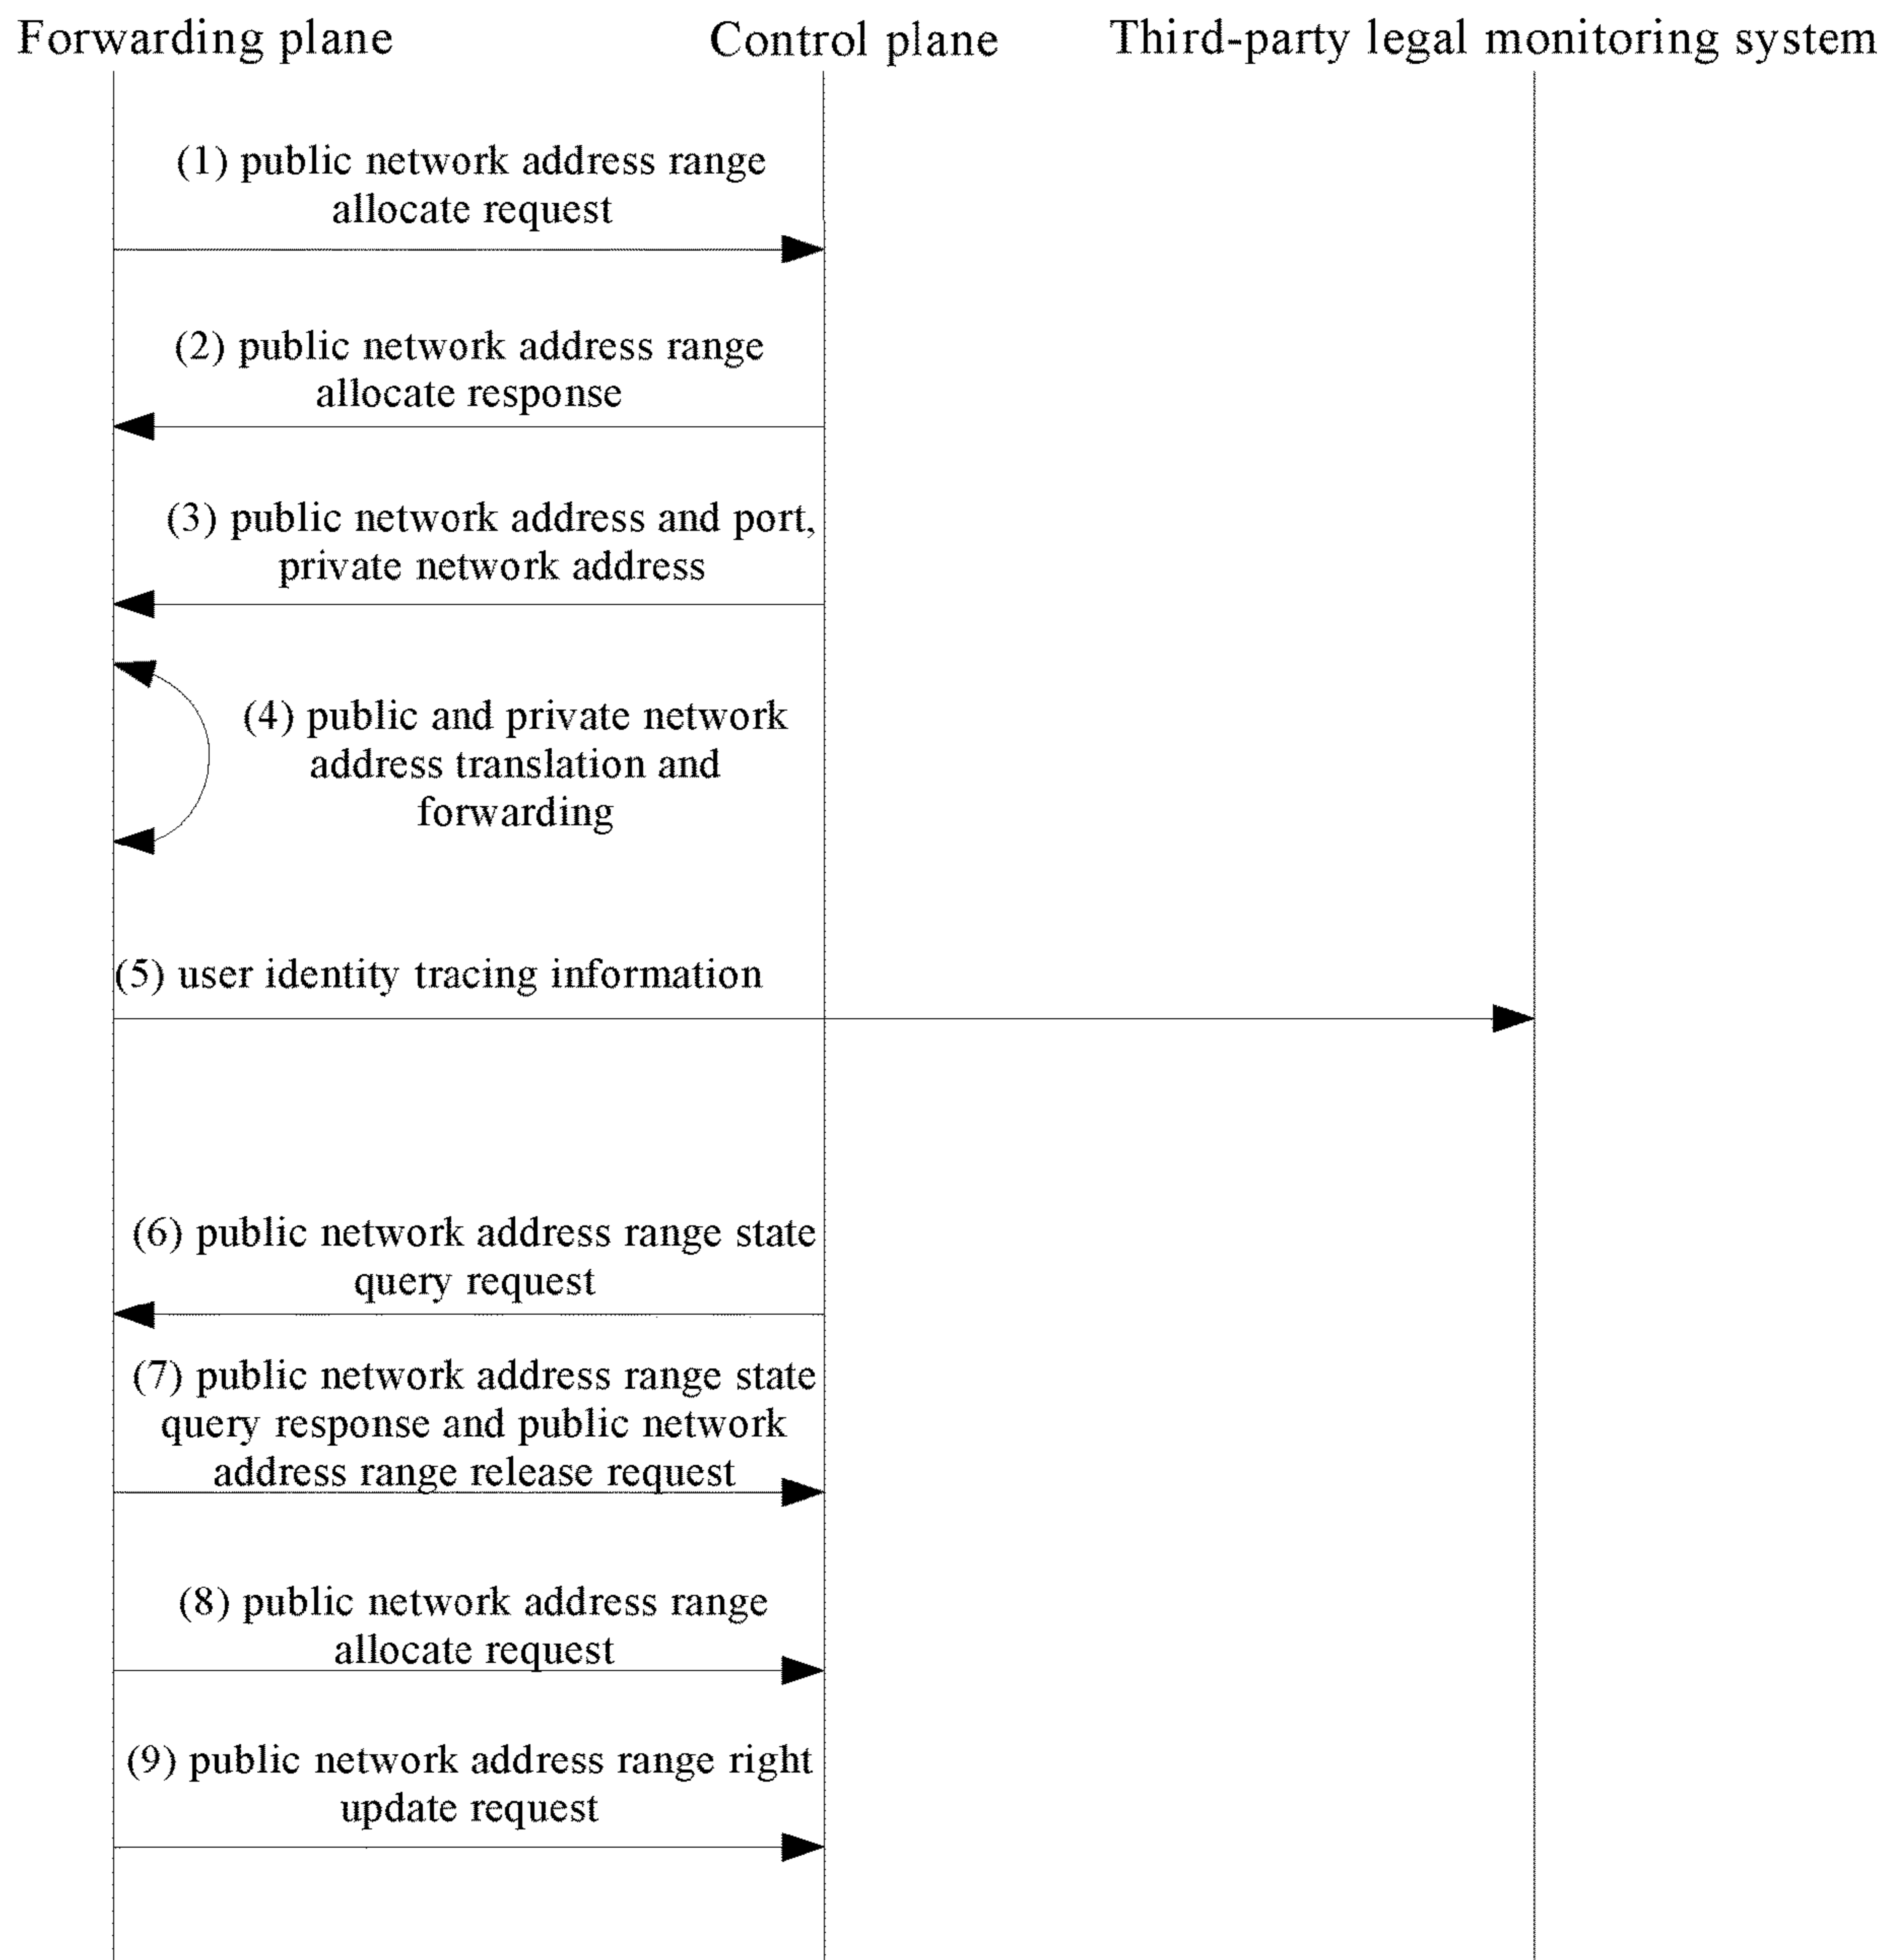 Forwarding plane
Control plane
Third-party legal monitoring system
(1) public network address range
allocate request
(2) public network address range
allocate response
(3) public network address and port,
private network address
(4) public and private network
address translation and
forwarding
(5) user identity tracing information
(6) public network address range state
query request
(7) public network address range state
query response and public network
address range release request
(8) public network address range
allocate request
(9) public network address range right
update request